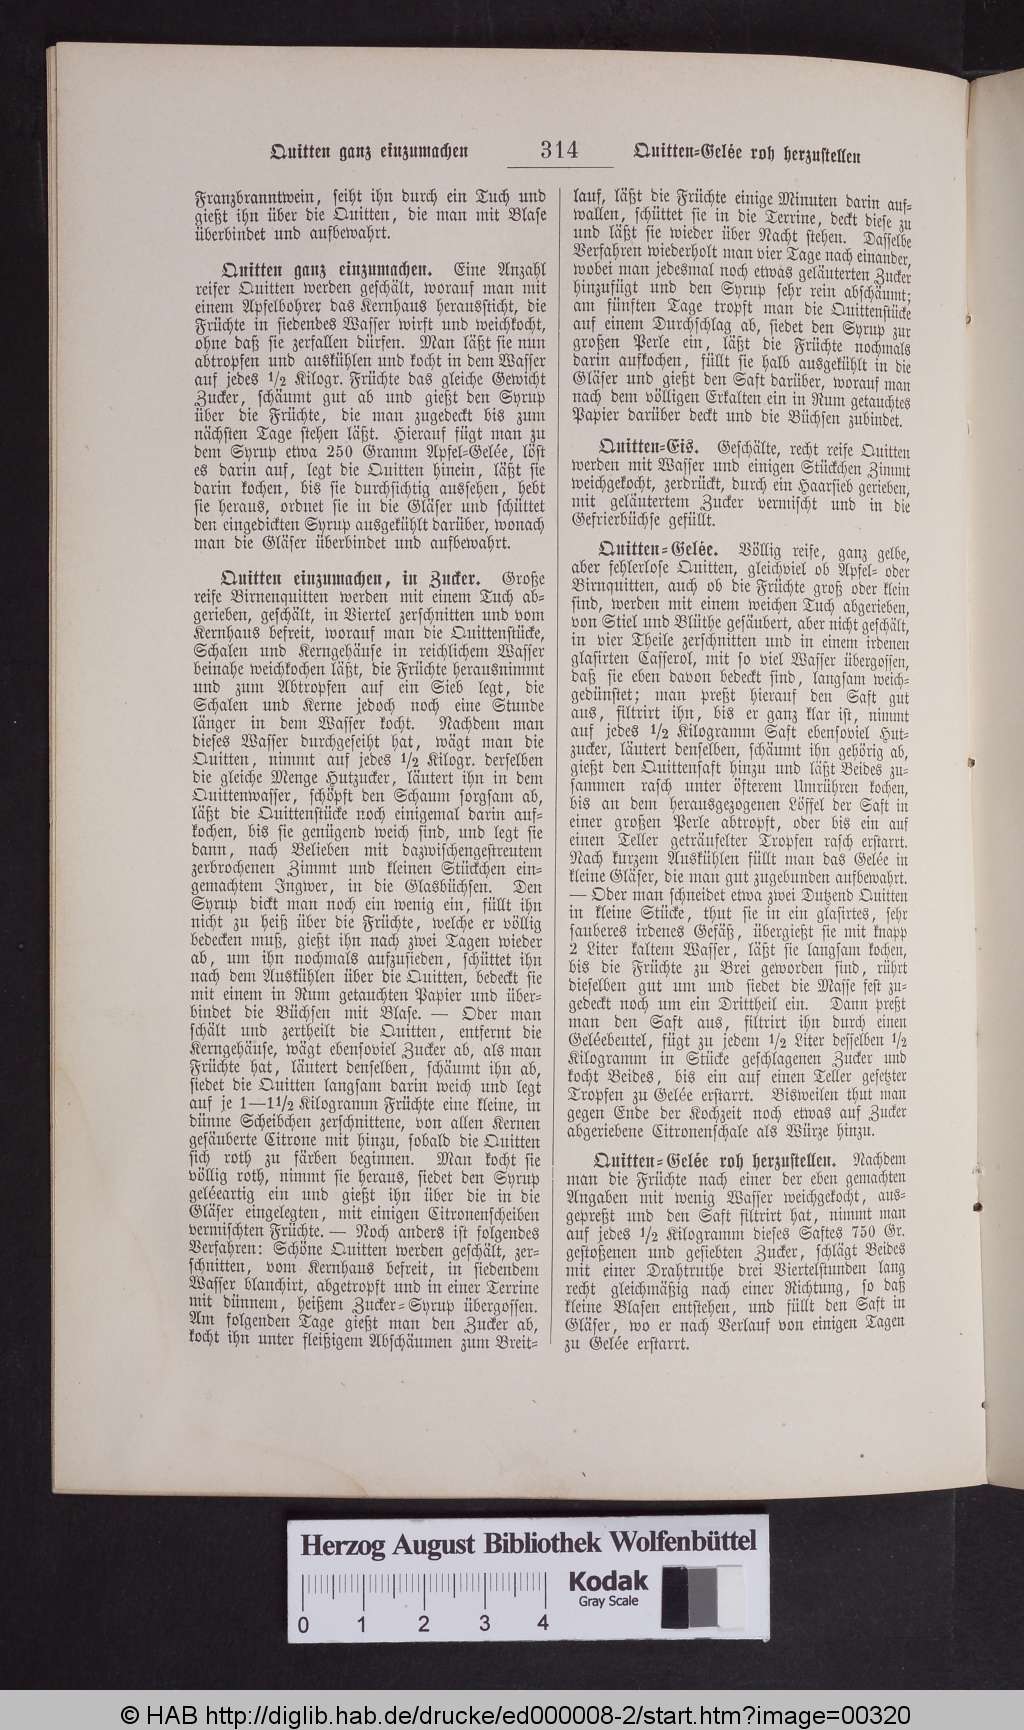 Quitten ganz einzumachen 314 Quitten-Gelée roh herzustellen
Franzbranntwein, seiht ihn durch ein Tuch und
gießt ihn über die Quitten, die man mit Blase
überbindet und aufbewahrt.
Quitten ganz einzumachen. Eine Anzahl
reifer Quitten werden geschält, worauf man mit
einem Apfelbohrer das Kernhaus heraussticht, die
Früchte in siedendes Wasser wirft und weichkocht,
ohne daß sie zerfallen dürfen. Man läßt sie nun
abtropfen und auskühlen und kocht in dem Wasser
auf jedes 1/2 Kilogr. Früchte das gleiche Gewicht
Zucker, schäumt gut ab und gießt den Syrup
über die Früchte, die man zugedeckt bis zum
nächsten Tage stehen läßt. Hierauf fügt man zu
dem Syrup etwa 250 Gramm Apfel-Gelée, löst
es darin auf, legt die Quitten hinein, läßt sie
darin kochen, bis sie durchsichtig aussehen, hebt
sie heraus, ordnet sie in die Gläser und schüttet
den eingedickten Syrup ausgekühlt darüber, wonach
man die Gläser überbindet und aufbewahrt.
Quitten einzumachen, in Zucker. Große
reife Birnenquitten werden mit einem Tuch ab-
gerieben, geschält, in Viertel zerschnitten und vom
Kernhaus befreit, worauf man die Quittenstücke,
Schalen und Kerngehäuse in reichlichem Wasser
beinahe weichkochen läßt, die Früchte herausnimmt
und zum Abtropfen auf ein Sieb legt, die
Schalen und Kerne jedoch noch eine Stunde
länger in dem Wasser kocht. Nachdem man
dieses Wasser durchgeseiht hat, wägt man die
Quitten, nimmt auf jedes 1/2 Kilogr. derselben
die gleiche Menge Hutzucker, läutert ihn in dem
Quittenwasser, schöpft den Schaum sorgsam ab,
läßt die Quittenstücke noch einigemal darin auf-
kochen, bis sie genügend weich sind, und legt sie
dann, nach Belieben mit dazwischengestreutem
zerbrochenen Zimmt und kleinen Stückchen ein-
gemachtem Ingwer, in die Glasbüchsen. Den
Syrup dickt man noch ein wenig ein, füllt ihn
nicht zu heiß über die Früchte, welche er völlig
bedecken muß, gießt ihn nach zwei Tagen wieder
ab, um ihn nochmals aufzusieden, schüttet ihn
nach dem Auskühlen über die Quitten, bedeckt sie
mit einem in Rum getauchten Papier und über-
bindet die Büchsen mit Blase. — Oder man
schält und zertheilt die Quitten, entfernt die
Kerngehäuse, wägt ebensoviel Zucker ab, als man
Früchte hat, läutert denselben, schäumt ihn ab,
siedet die Quitten langsam darin weich und legt
auf je 1—1 1/2 Kilogramm Früchte eine kleine, in
dünne Scheibchen zerschnittene, von allen Kernen
gesäuberte Citrone mit hinzu, sobald die Quitten
sich roth zu färben beginnen. Man kocht sie
völlig roth, nimmt sie heraus, siedet den Syrup
geléeartig ein und gießt ihn über die in die
Gläser eingelegten, mit einigen Citronenscheiben
vermischten Früchte. — Noch anders ist folgendes
Verfahren: Schöne Quitten werden geschält, zer-
schnitten, vom Kernhaus befreit, in siedendem
Wasser blanchirt, abgetropft und in einer Terrine
mit dünnem, heißem Zucker-Syrup übergossen.
Am folgenden Tage gießt man den Zucker ab,
kocht ihn unter fleißigem Abschäumen zum Breit-
lauf, läßt die Früchte einige Minuten darin auf-
wallen, schüttet sie in die Terrine, deckt diese zu
und läßt sie wieder über Nacht stehen. Dasselbe
Verfahren wiederholt man vier Tage nach einander,
wobei man jedesmal noch etwas geläuterten Zucker
hinzufügt und den Syrup sehr rein abschäumt;
am fünften Tage tropft man die Quittenstücke
auf einem Durchschlag ab, siedet den Syrup zur
großen Perle ein, läßt die Früchte nochmals
darin aufkochen, füllt sie halb ausgekühlt in die
Gläser und gießt den Saft darüber, worauf man
nach dem völligen Erkalten ein in Rum getauchtes
Papier darüber deckt und die Büchsen zubindet.
Quitten-Eis. Geschälte, recht reife Quitten
werden mit Wasser und einigen Stückchen Zimmt
weichgekocht, zerdrückt, durch ein Haarsieb gerieben,
mit geläutertem Zucker vermischt und in die
Gefrierbüchse gefüllt.
Quitten-Gelée. Völlig reife, ganz gelbe,
aber fehlerlose Quitten, gleichviel ob Apfel- oder
Birnquitten, auch ob die Früchte groß oder klein
sind, werden mit einem weichen Tuch abgerieben,
von Stiel und Blüthe gesäubert, aber nicht geschält,
in vier Theile zerschnitten und in einem irdenen
glasirten Casserol, mit so viel Wasser übergossen,
daß sie eben davon bedeckt sind, langsam weich-
gedünstet; man preßt hierauf den Saft gut
aus, filtrirt ihn, bis er ganz klar ist, nimmt
auf jedes 1/2 Kilogramm Saft ebensoviel Hut-
zucker, läutert denselben, schäumt ihn gehörig ab,
gießt den Quittensaft hinzu und läßt Beides zu-
sammen rasch unter öfterem Umrühren kochen,
bis an dem herausgezogenen Löffel der Saft in
einer großen Perle abtropft, oder bis ein auf
einen Teller geträufelter Tropfen rasch erstarrt.
Nach kurzem Auskühlen füllt man das Gelée in
kleine Gläser, die man gut zugebunden aufbewahrt.
— Oder man schneidet etwa zwei Dutzend Quitten
in kleine Stücke, thut sie in ein glasirtes, sehr
sauberes irdenes Gefäß, übergießt sie mit knapp
2 Liter kaltem Wasser, läßt sie langsam kochen,
bis die Früchte zu Brei geworden sind, rührt
dieselben gut um und siedet die Masse fest zu-
gedeckt noch um ein Drittheil ein. Dann preßt
man den Saft aus, filtrirt ihn durch einen
Geléebeutel, fügt zu jedem 1/2 Liter desselben 1/2
Kilogramm in Stücke geschlagenen Zucker und
kocht Beides, bis ein auf einen Teller gesetzter
Tropfen zu Gelée erstarrt. Bisweilen thut man
gegen Ende der Kochzeit noch etwas auf Zucker
abgeriebene Citronenschale als Würze hinzu.
Quitten-Gelée roh herzustellen. Nachdem
man die Früchte nach einer der eben gemachten
Angaben mit wenig Wasser weichgekocht, aus-
gepreßt und den Saft filtrirt hat, nimmt man
auf jedes 1/2 Kilogramm dieses Saftes 750 Gr.
gestoßenen und gesiebten Zucker, schlägt Beides
mit einer Drahtruthe drei Viertelstunden lang
recht gleichmäßig nach einer Richtung, so daß
kleine Blasen entstehen, und füllt den Saft in
Gläser, wo er nach Verlauf von einigen Tagen
zu Gelée erstarrt.
Herzog August Bibliothek Wolfenbüttel
Kodak
Gray Scale
0 1 2 3 4
© HAB http://diglib.hab.de/drucke/ed000008-2/start.htm?image=00320